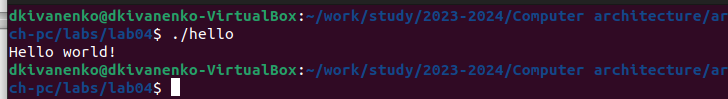 dkivanenko@dkivanenko-VirtualBox:~/work/study/2023-2024/Computer architecture/ar
ch-pc/labs/lab04$ ./hello
Hello world!
dkivanenko@dkivanenko-VirtualBox:~/work/study/2023-2024/Computer architecture/ar
ch-pc/labs/lab04$